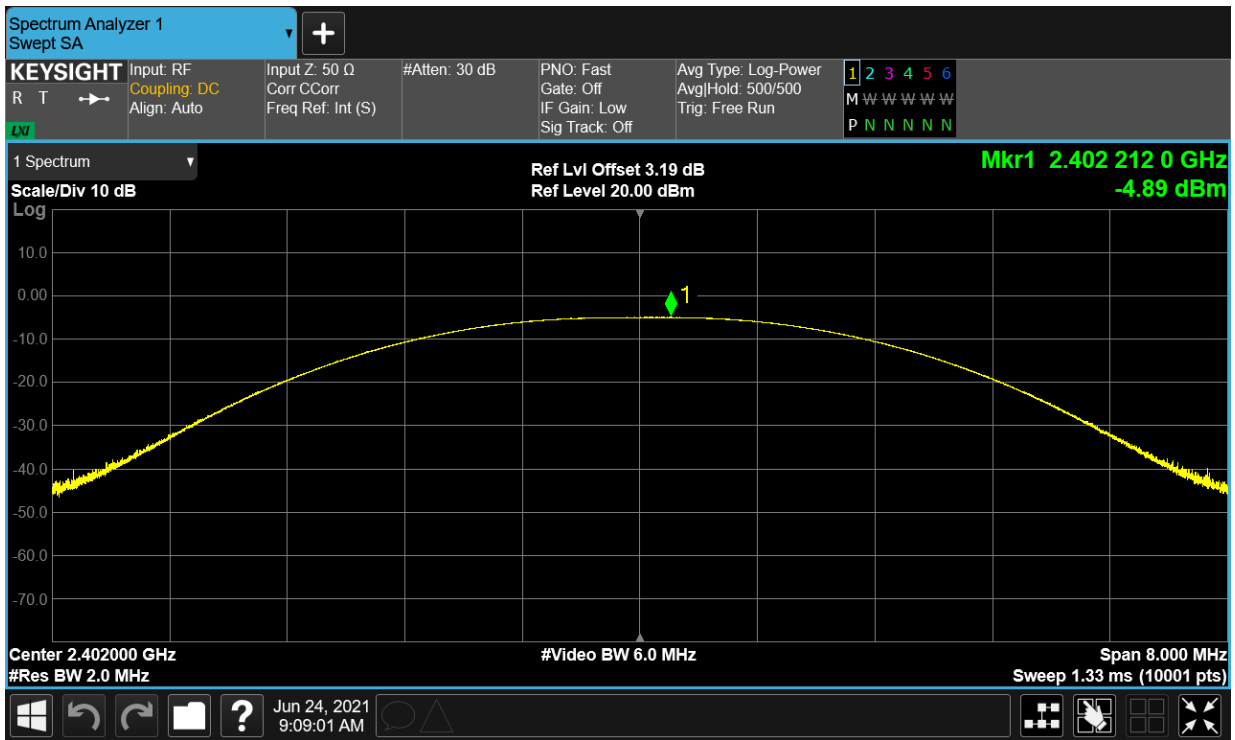 Spectrum Analyzer 1
Swept SA
KEYSIGHT
R T
LXI
Input: RF
Coupling: DC
Align: Auto
Input Z: 50 Ω
Corr CCorr
Freq Ref: Int (S)
#Atten: 30 dB
PNO: Fast
Gate: Off
IF Gain: Low
Sig Track: Off
Avg Type: Log-Power
Avg|Hold: 500/500
Trig: Free Run
1 2 3 4 5 6
M W W W W W
P N N N N N
1 Spectrum
Scale/Div 10 dB
Log
Ref Lvl Offset 3.19 dB
Ref Level 20.00 dBm
Mkr1 2.402 212 0 GHz
-4.89 dBm
10.0
0.00
1
-10.0
-20.0
-30.0
-40.0
-50.0
-60.0
-70.0
Center 2.402000 GHz
#Video BW 6.0 MHz
Span 8.000 MHz
#Res BW 2.0 MHz
Sweep 1.33 ms (10001 pts)
?
Jun 24, 2021
9:09:01 AM